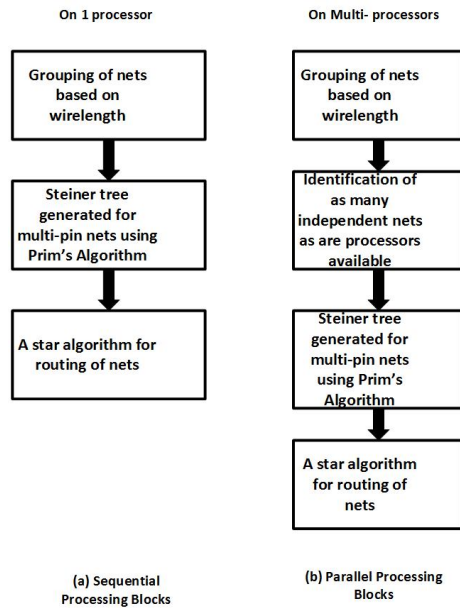 On 1 processor
Grouping of nets
based on
wirelength
Steiner tree
generated for
multi-pin nets using
Prim's Algorithm
A star algorithm for
routing of nets
(a) Sequential
Processing Blocks
On Multi- processors
Grouping of nets
based on
wirelength
Identification of
as many
independent nets
as are processors
available
Steiner tree
generated for
multi-pin nets
using Prim's
Algorithm
A star algorithm
for routing of
nets
(b) Parallel Processing
Blocks